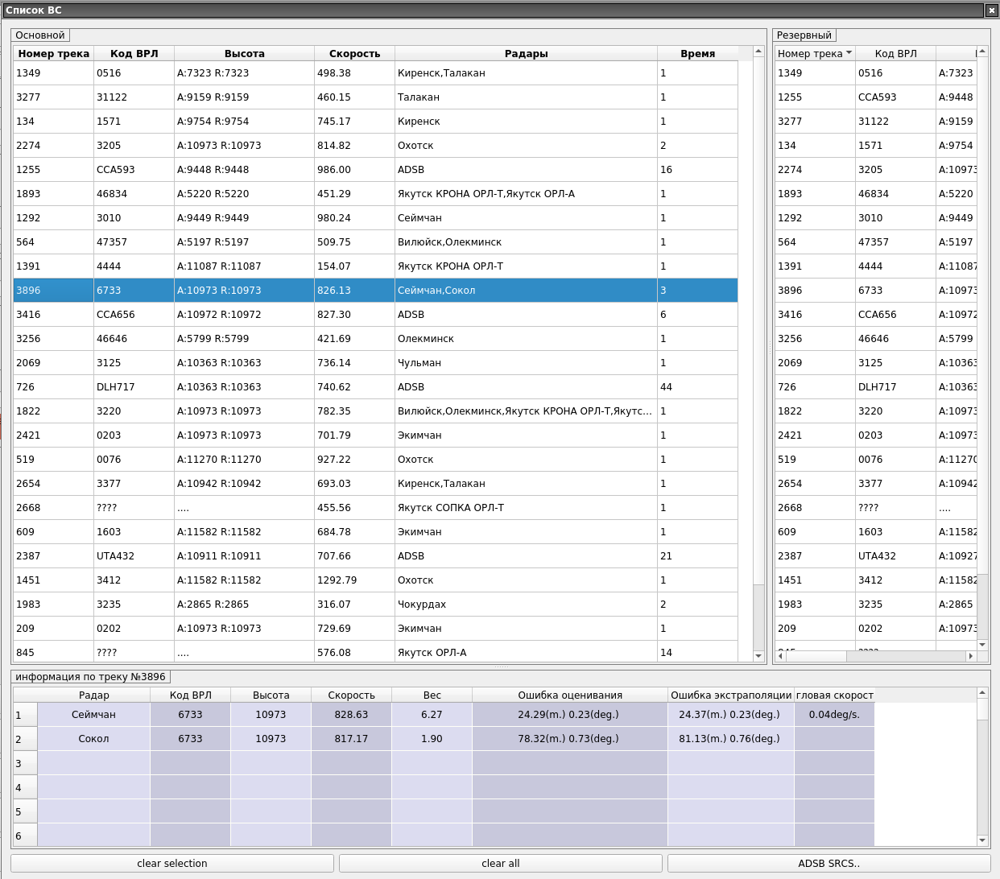 Список ВС
Основной
Номер трека Код ВРЛ Высота Скорость Радары Время
1349 0516 A:7323 R:7323 498.38 Киренск,Талакан 1
3277 31122 A:9159 R:9159 460.15 Талакан 1
134 1571 A:9754 R:9754 745.17 Киренск 1
2274 3205 A:10973 R:10973 814.82 Охотск 2
1255 CCA593 A:9448 R:9448 986.00 ADSB 16
1893 46834 A:5220 R:5220 451.29 Якутск КРОНА ОРЛ-Т,Якутск ОРЛ-А 1
1292 3010 A:9449 R:9449 980.24 Сеймчан 1
564 47357 A:5197 R:5197 509.75 Вилюйск,Олекминск 1
1391 4444 A:11087 R:11087 154.07 Якутск КРОНА ОРЛ-Т 1
3896 6733 A:10973 R:10973 826.13 Сеймчан,Сокол 3
3416 CCA656 A:10972 R:10972 827.30 ADSB 6
3256 46646 A:5799 R:5799 421.69 Олекминск 1
2069 3125 A:10363 R:10363 736.14 Чульман 1
726 DLH717 A:10363 R:10363 740.62 ADSB 44
1822 3220 A:10973 R:10973 782.35 Вилюйск,Олекминск,Якутск КРОНА ОРЛ-Т,Якутс... 1
2421 0203 A:10973 R:10973 701.79 Экимчан 1
519 0076 A:11270 R:11270 927.22 Охотск 1
2654 3377 A:10942 R:10942 693.03 Киренск,Талакан 1
2668 ???? .... 455.56 Якутск СОПКА ОРЛ-Т 1
609 1603 A:11582 R:11582 684.78 Экимчан 1
2387 UTA432 A:10911 R:10911 707.66 ADSB 21
1451 3412 A:11582 R:11582 1292.79 Охотск 1
1983 3235 A:2865 R:2865 316.07 Чокурдах 2
209 0202 A:10973 R:10973 729.69 Экимчан 1
845 ???? .... 576.08 Якутск ОРЛ-А 14
Резервный
Номер трека Код ВРЛ
1349 0516 A:7323
1255 CCA593 A:9448
3277 31122 A:9159
134 1571 A:9754
2274 3205 A:10973
1893 46834 A:5220
1292 3010 A:9449
564 47357 A:5197
1391 4444 A:11087
3896 6733 A:10973
3416 CCA656 A:10972
3256 46646 A:5799
2069 3125 A:10363
726 DLH717 A:10363
1822 3220 A:10973
2421 0203 A:10973
519 0076 A:11270
2654 3377 A:10942
2668 ???? ....
609 1603 A:11582
2387 UTA432 A:10927
1451 3412 A:11582
1983 3235 A:2865
209 0202 A:10973
информация по треку №3896
Радар Код ВРЛ Высота Скорость Вес Ошибка оценивания Ошибка экстраполяции гловая скорост
1 Сеймчан 6733 10973 828.63 6.27 24.29(m.) 0.23(deg.) 24.37(m.) 0.23(deg.) 0.04deg/s.
2 Сокол 6733 10973 817.17 1.90 78.32(m.) 0.73(deg.) 81.13(m.) 0.76(deg.)
3
4
5
6
clear selection clear all ADSB SRCS..